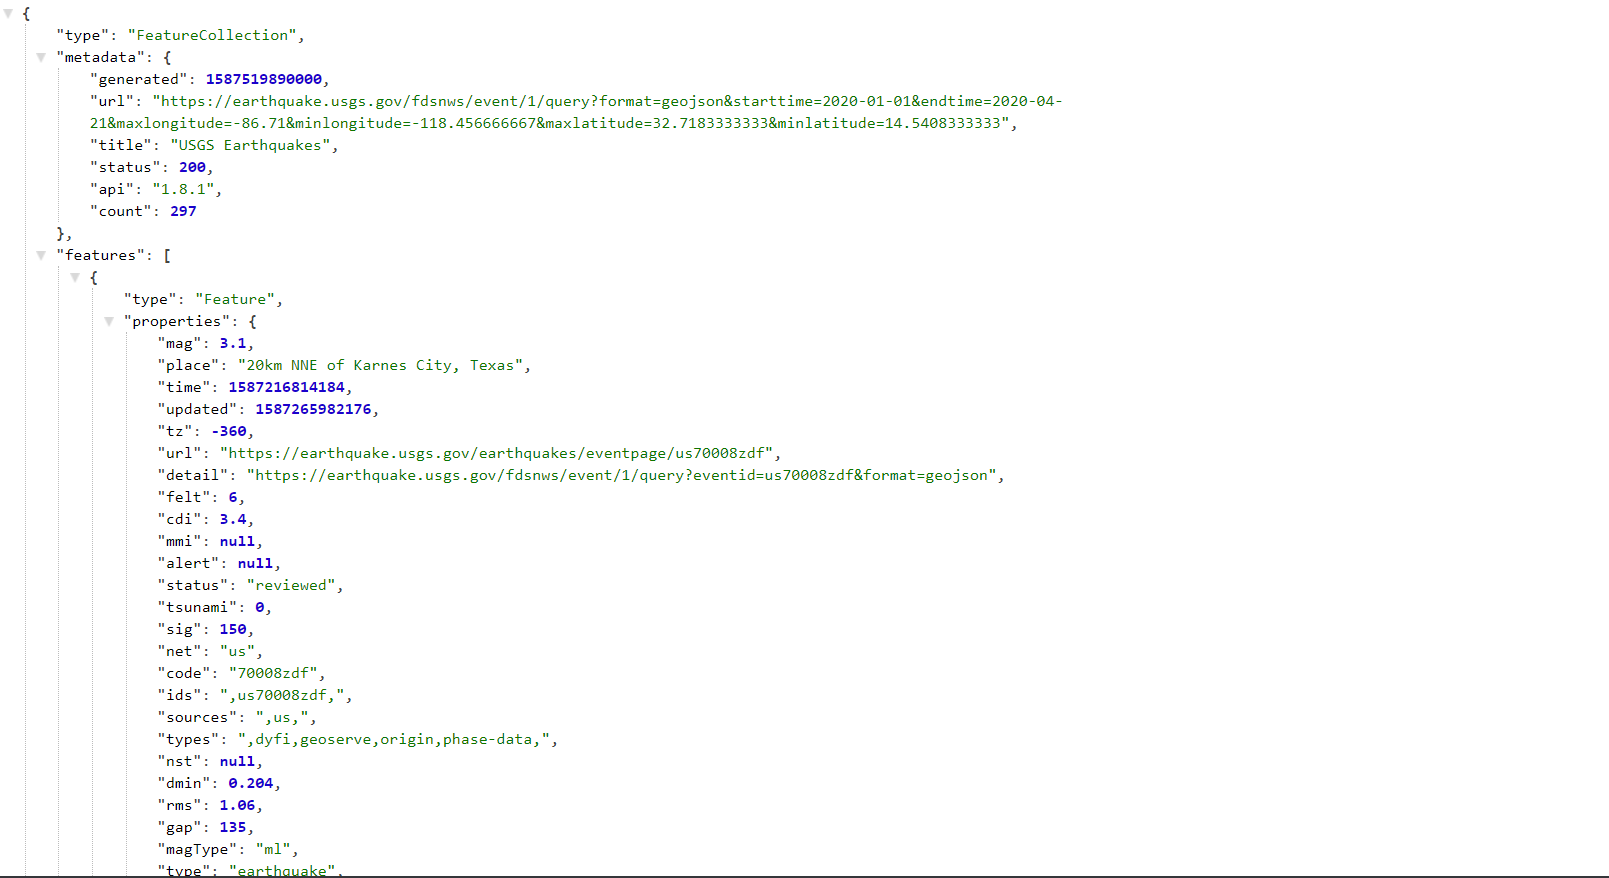 {
"type": "FeatureCollection",
"metadata": {
"generated": 1587519890000,
"url": "https://earthquake.usgs.gov/fdsnws/event/1/query?format=geojson&starttime=2020-01-01&endtime=2020-04-
21&maxlongitude=-86.71&minlongitude=-118.456666667&maxlatitude=32.7183333333&minlatitude=14.5408333333",
"title": "USGS Earthquakes",
"status": 200,
"api": "1.8.1",
"count": 297
},
"features": [
{
"type": "Feature",
"properties": {
"mag": 3.1,
"place": "20km NNE of Karnes City, Texas",
"time": 1587216814184,
"updated": 1587265982176,
"tz": -360,
"url": "https://earthquake.usgs.gov/earthquakes/eventpage/us70008zdf",
"detail": "https://earthquake.usgs.gov/fdsnws/event/1/query?eventid=us70008zdf&format=geojson",
"felt": 6,
"cdi": 3.4,
"mmi": null,
"alert": null,
"status": "reviewed",
"tsunami": 0,
"sig": 150,
"net": "us",
"code": "70008zdf",
"ids": ",us70008zdf,",
"sources": ",us,",
"types": ",dyfi,geoserve,origin,phase-data,",
"nst": null,
"dmin": 0.204,
"rms": 1.06,
"gap": 135,
"magType": "ml",
"type": "earthquake",